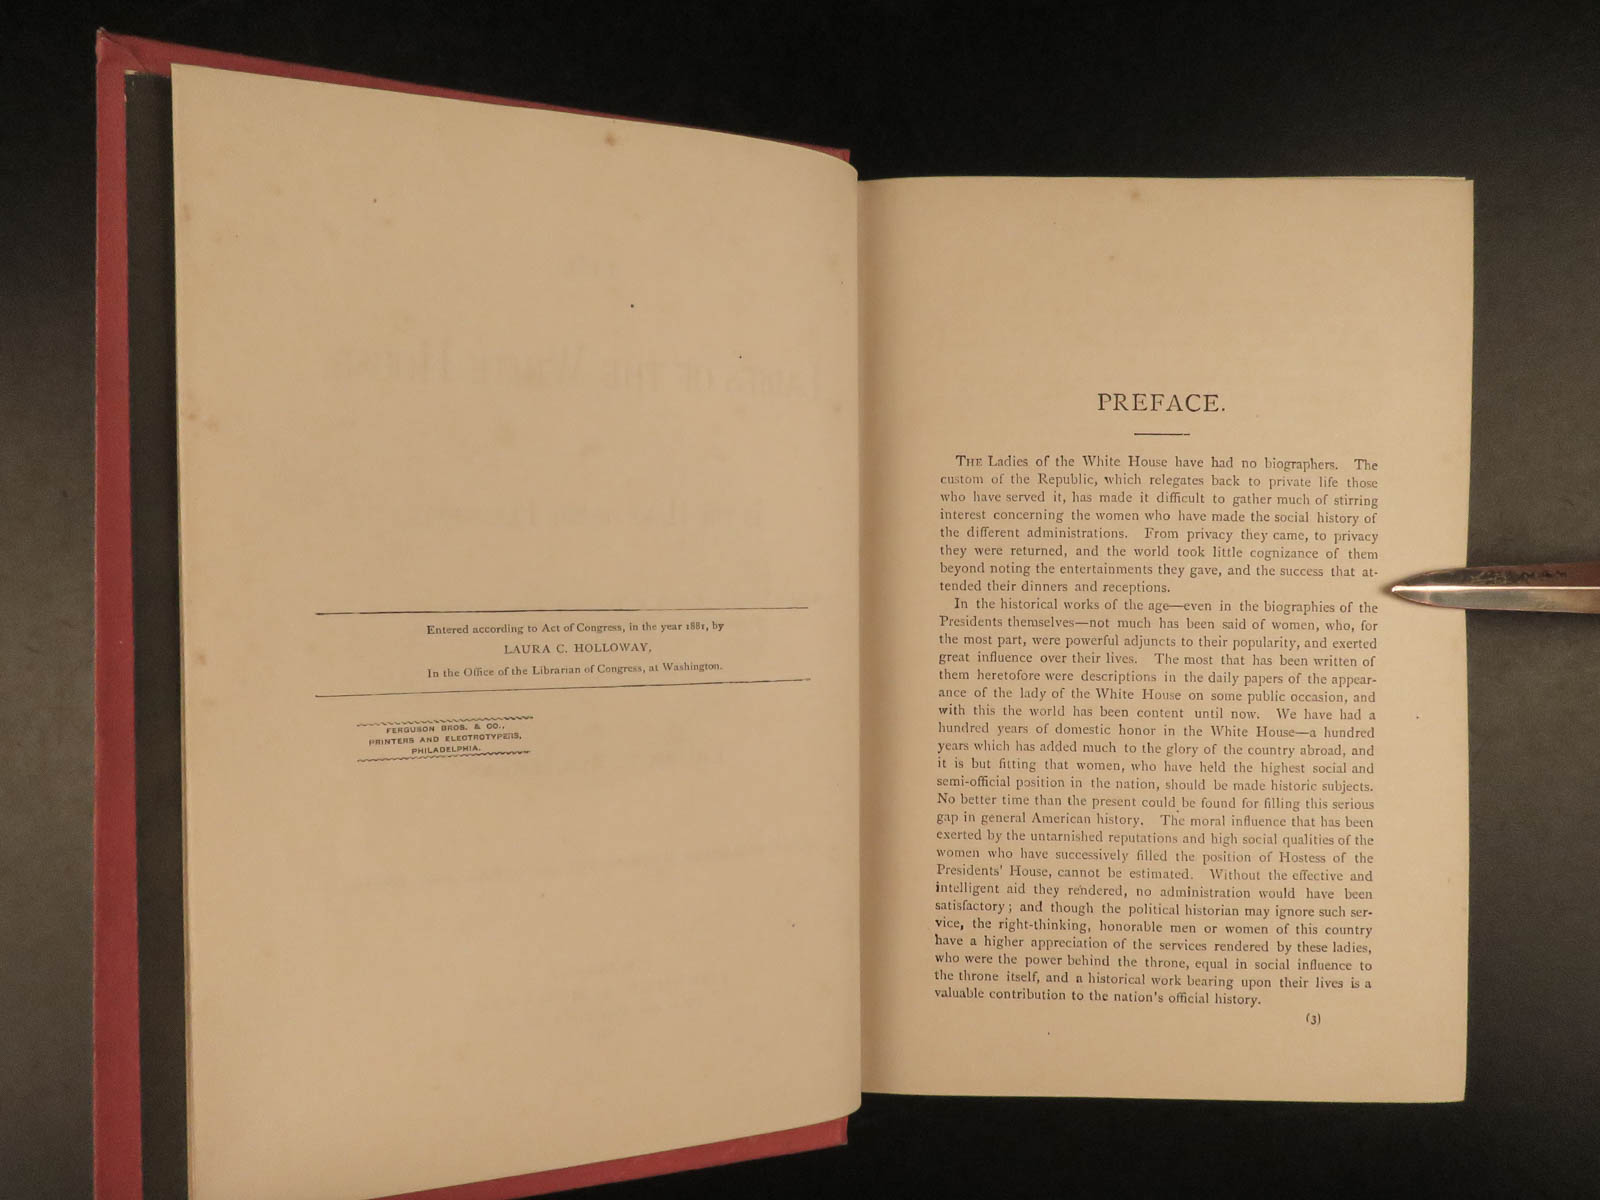 Entered according to Act of Congress, in the year 1881, by
LAURA C. HOLLOWAY,
In the Office of the Librarian of Congress, at Washington.
FERGUSON BROS. & CO.,
PRINTERS AND ELECTROTYPERS,
PHILADELPHIA.
PREFACE.
THE Ladies of the White House have had no biographers. The
custom of the Republic, which relegates back to private life those
who have served it, has made it difficult to gather much of stirring
interest concerning the women who have made the social history of
the different administrations. From privacy they came, to privacy
they were returned, and the world took little cognizance of them
beyond noting the entertainments they gave, and the success that at-
tended their dinners and receptions.
In the historical works of the age—even in the biographies of the
Presidents themselves—not much has been said of women, who, for
the most part, were powerful adjuncts to their popularity, and exerted
great influence over their lives. The most that has been written of
them heretofore were descriptions in the daily papers of the appear-
ance of the lady of the White House on some public occasion, and
with this the world has been content until now. We have had a
hundred years of domestic honor in the White House—a hundred
years which has added much to the glory of the country abroad, and
it is but fitting that women, who have held the highest social and
semi-official position in the nation, should be made historic subjects.
No better time than the present could be found for filling this serious
gap in general American history. The moral influence that has been
exerted by the untarnished reputations and high social qualities of the
women who have successively filled the position of Hostess of the
Presidents' House, cannot be estimated. Without the effective and
intelligent aid they rendered, no administration would have been
satisfactory; and though the political historian may ignore such ser-
vice, the right-thinking, honorable men or women of this country
have a higher appreciation of the services rendered by these ladies,
who were the power behind the throne, equal in social influence to
the throne itself, and a historical work bearing upon their lives is a
valuable contribution to the nation's official history.
(3)